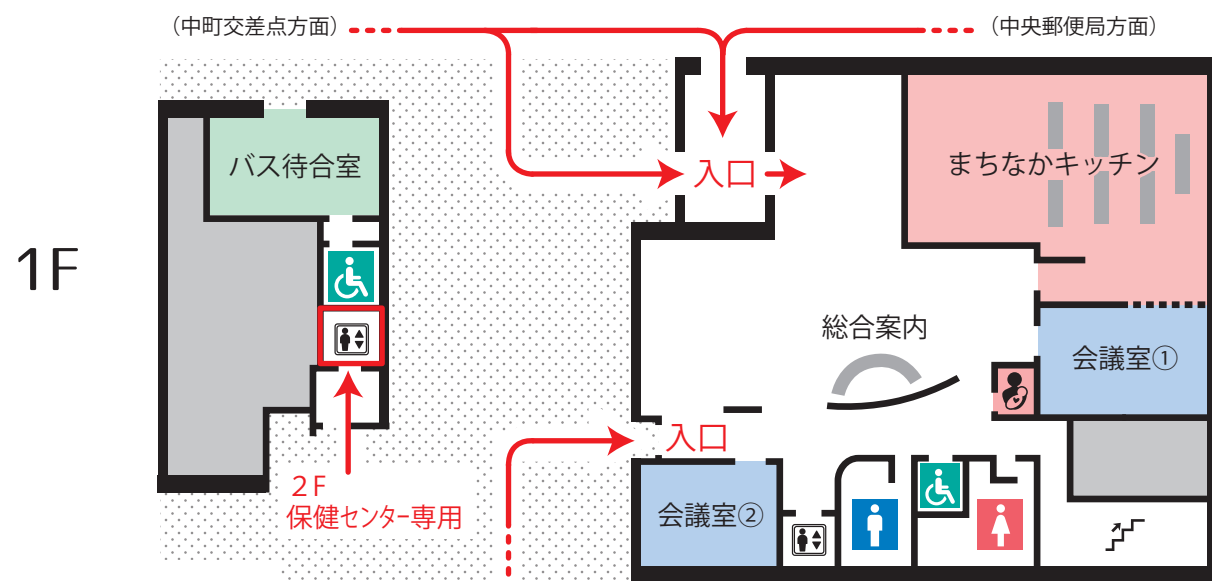 （中町交差点方面）
（中央郵便局方面）
バス待合室
入口
まちなかキッチン
1F
総合案内
会議室①
入口
２Ｆ
保健センター専用
会議室②